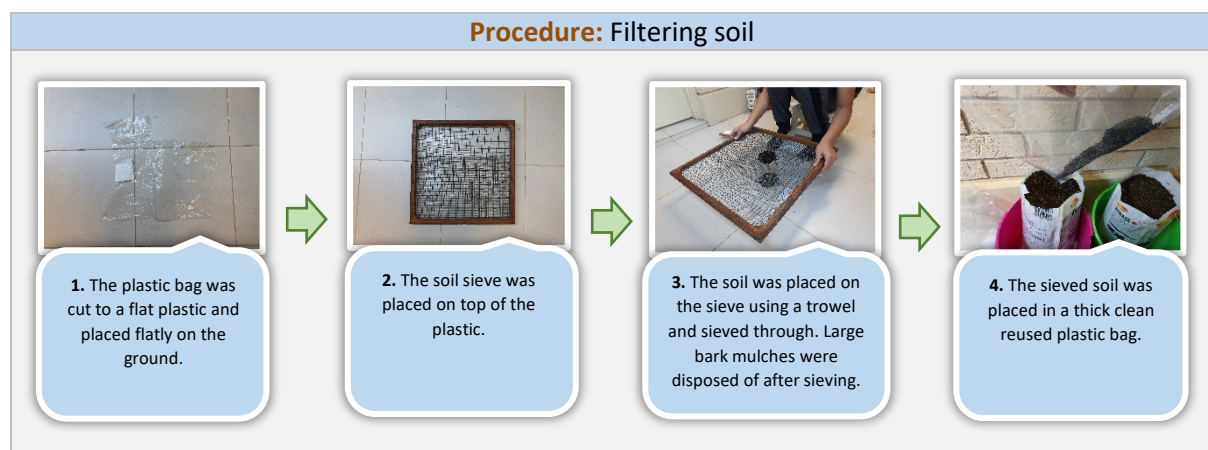 Procedure: Filtering soil
1. The plastic bag was
cut to a flat plastic and
placed flatly on the
ground.
2. The soil sieve was
placed on top of the
plastic.
3. The soil was placed on
the sieve using a trowel
and sieved through. Large
bark mulches were
disposed of after sieving.
4. The sieved soil was
placed in a thick clean
reused plastic bag.